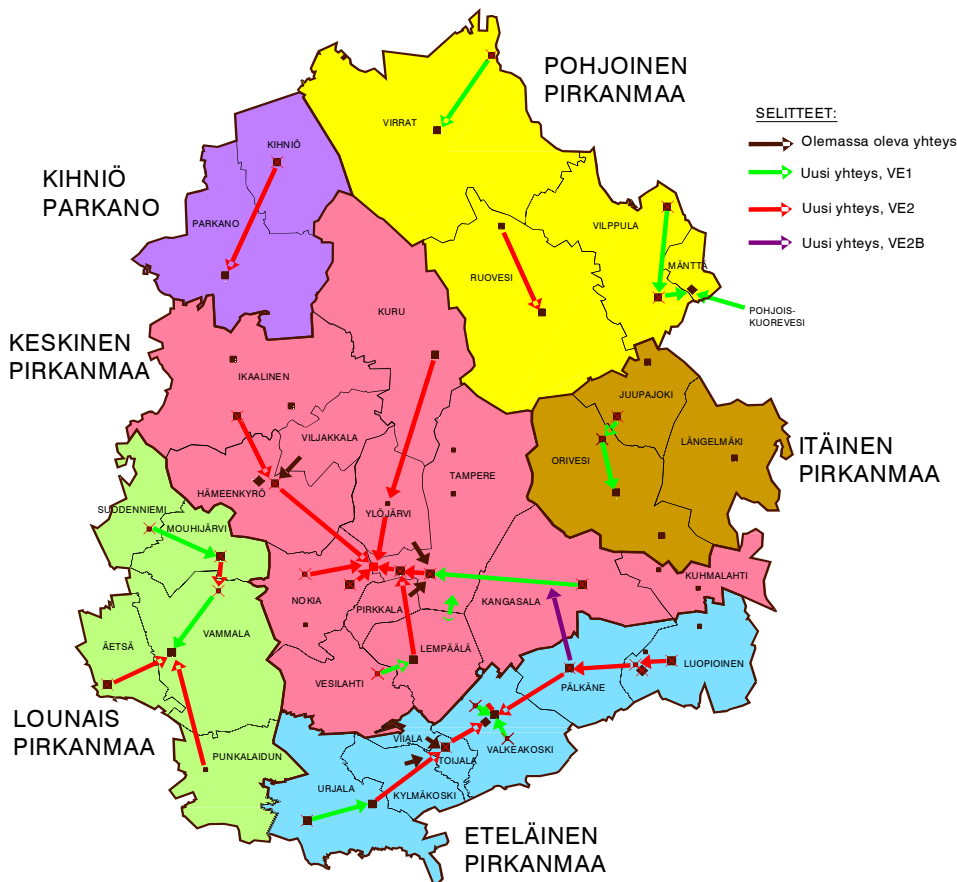 POHJOINEN
PIRKANMAA
SELITTEET:
Olemassa oleva yhteys
Uusi yhteys, VE1
Uusi yhteys, VE2
Uusi yhteys, VE2B
VIRRAT
KIHNIÖ
KIHNIÖ
PARKANO
PARKANO
VILPPULA
MÄNTTÄ
RUOVESI
POHJOIS-
KUOREVESI
KURU
KESKINEN
PIRKANMAA
IKAALINEN
JUUPAJOKI
VILJAKKALA
LÄNGELMÄKI
ITÄINEN
PIRKANMAA
ORIVESI
TAMPERE
HÄMEENKYRÖ
SUODENNIEMI
YLÖJÄRVI
MOUHIJÄRVI
KUHMALAHTI
NOKIA
PIRKKALA
KANGASALA
ÄETSÄ
VAMMALA
LEMPÄÄLÄ
LUOPIOINEN
VESILAHTI
PÄLKÄNE
LOUNAIS
PIRKANMAA
VIIALA
VALKEAKOSKI
PUNKALAIDUN
TOIJALA
URJALA
KYLMÄKOSKI
ETELÄINEN
PIRKANMAA